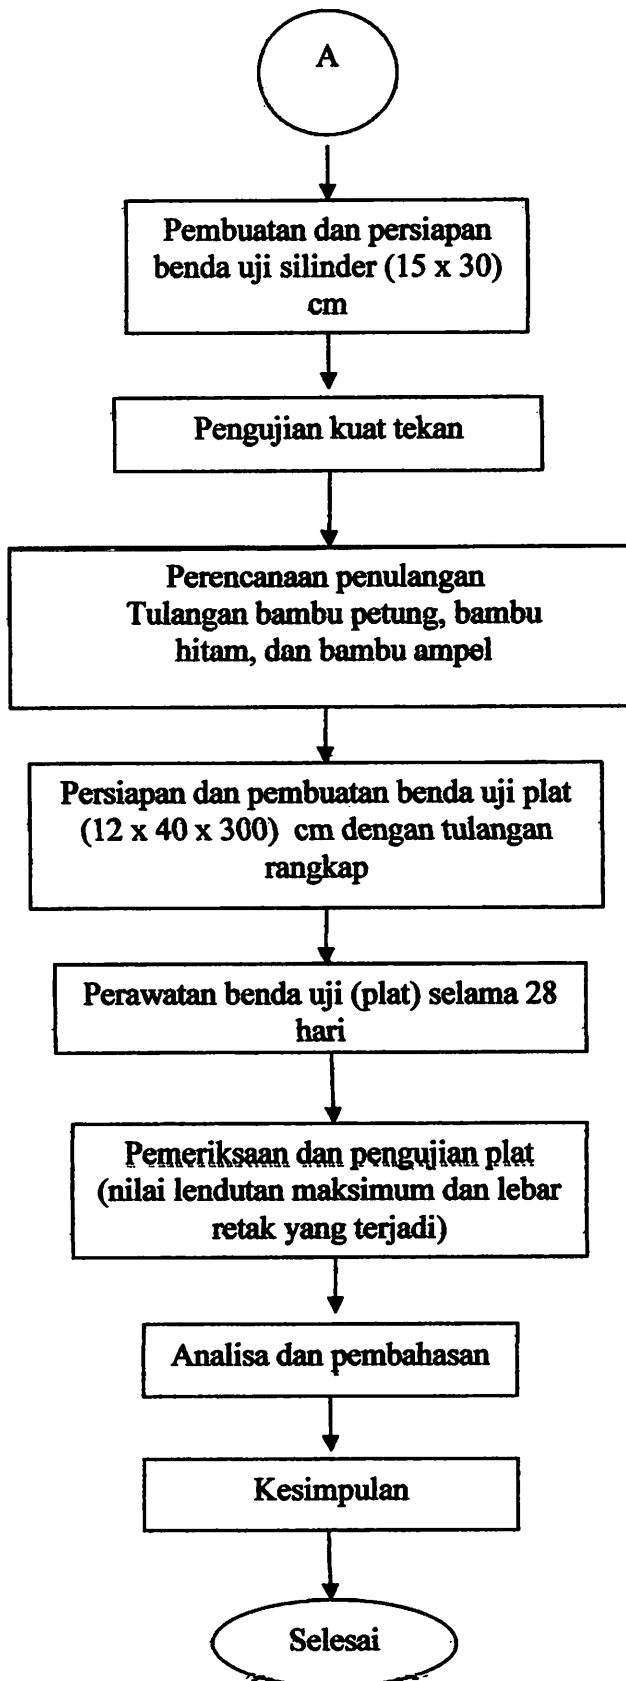 A
Pembuatan dan persiapan
benda uji silinder (15 x 30)
cm
Pengujian kuat tekan
Perencanaan penulangan
Tulangan bambu petung, bambu
hitam, dan bambu ampel
Persiapan dan pembuatan benda uji plat
(12 x 40 x 300) cm dengan tulangan
rangkap
Perawatan benda uji (plat) selama 28
hari
Pemeriksaan dan pengujian plat
(nilai lendutan maksimum dan lebar
retak yang terjadi)
Analisa dan pembahasan
Kesimpulan
Selesai